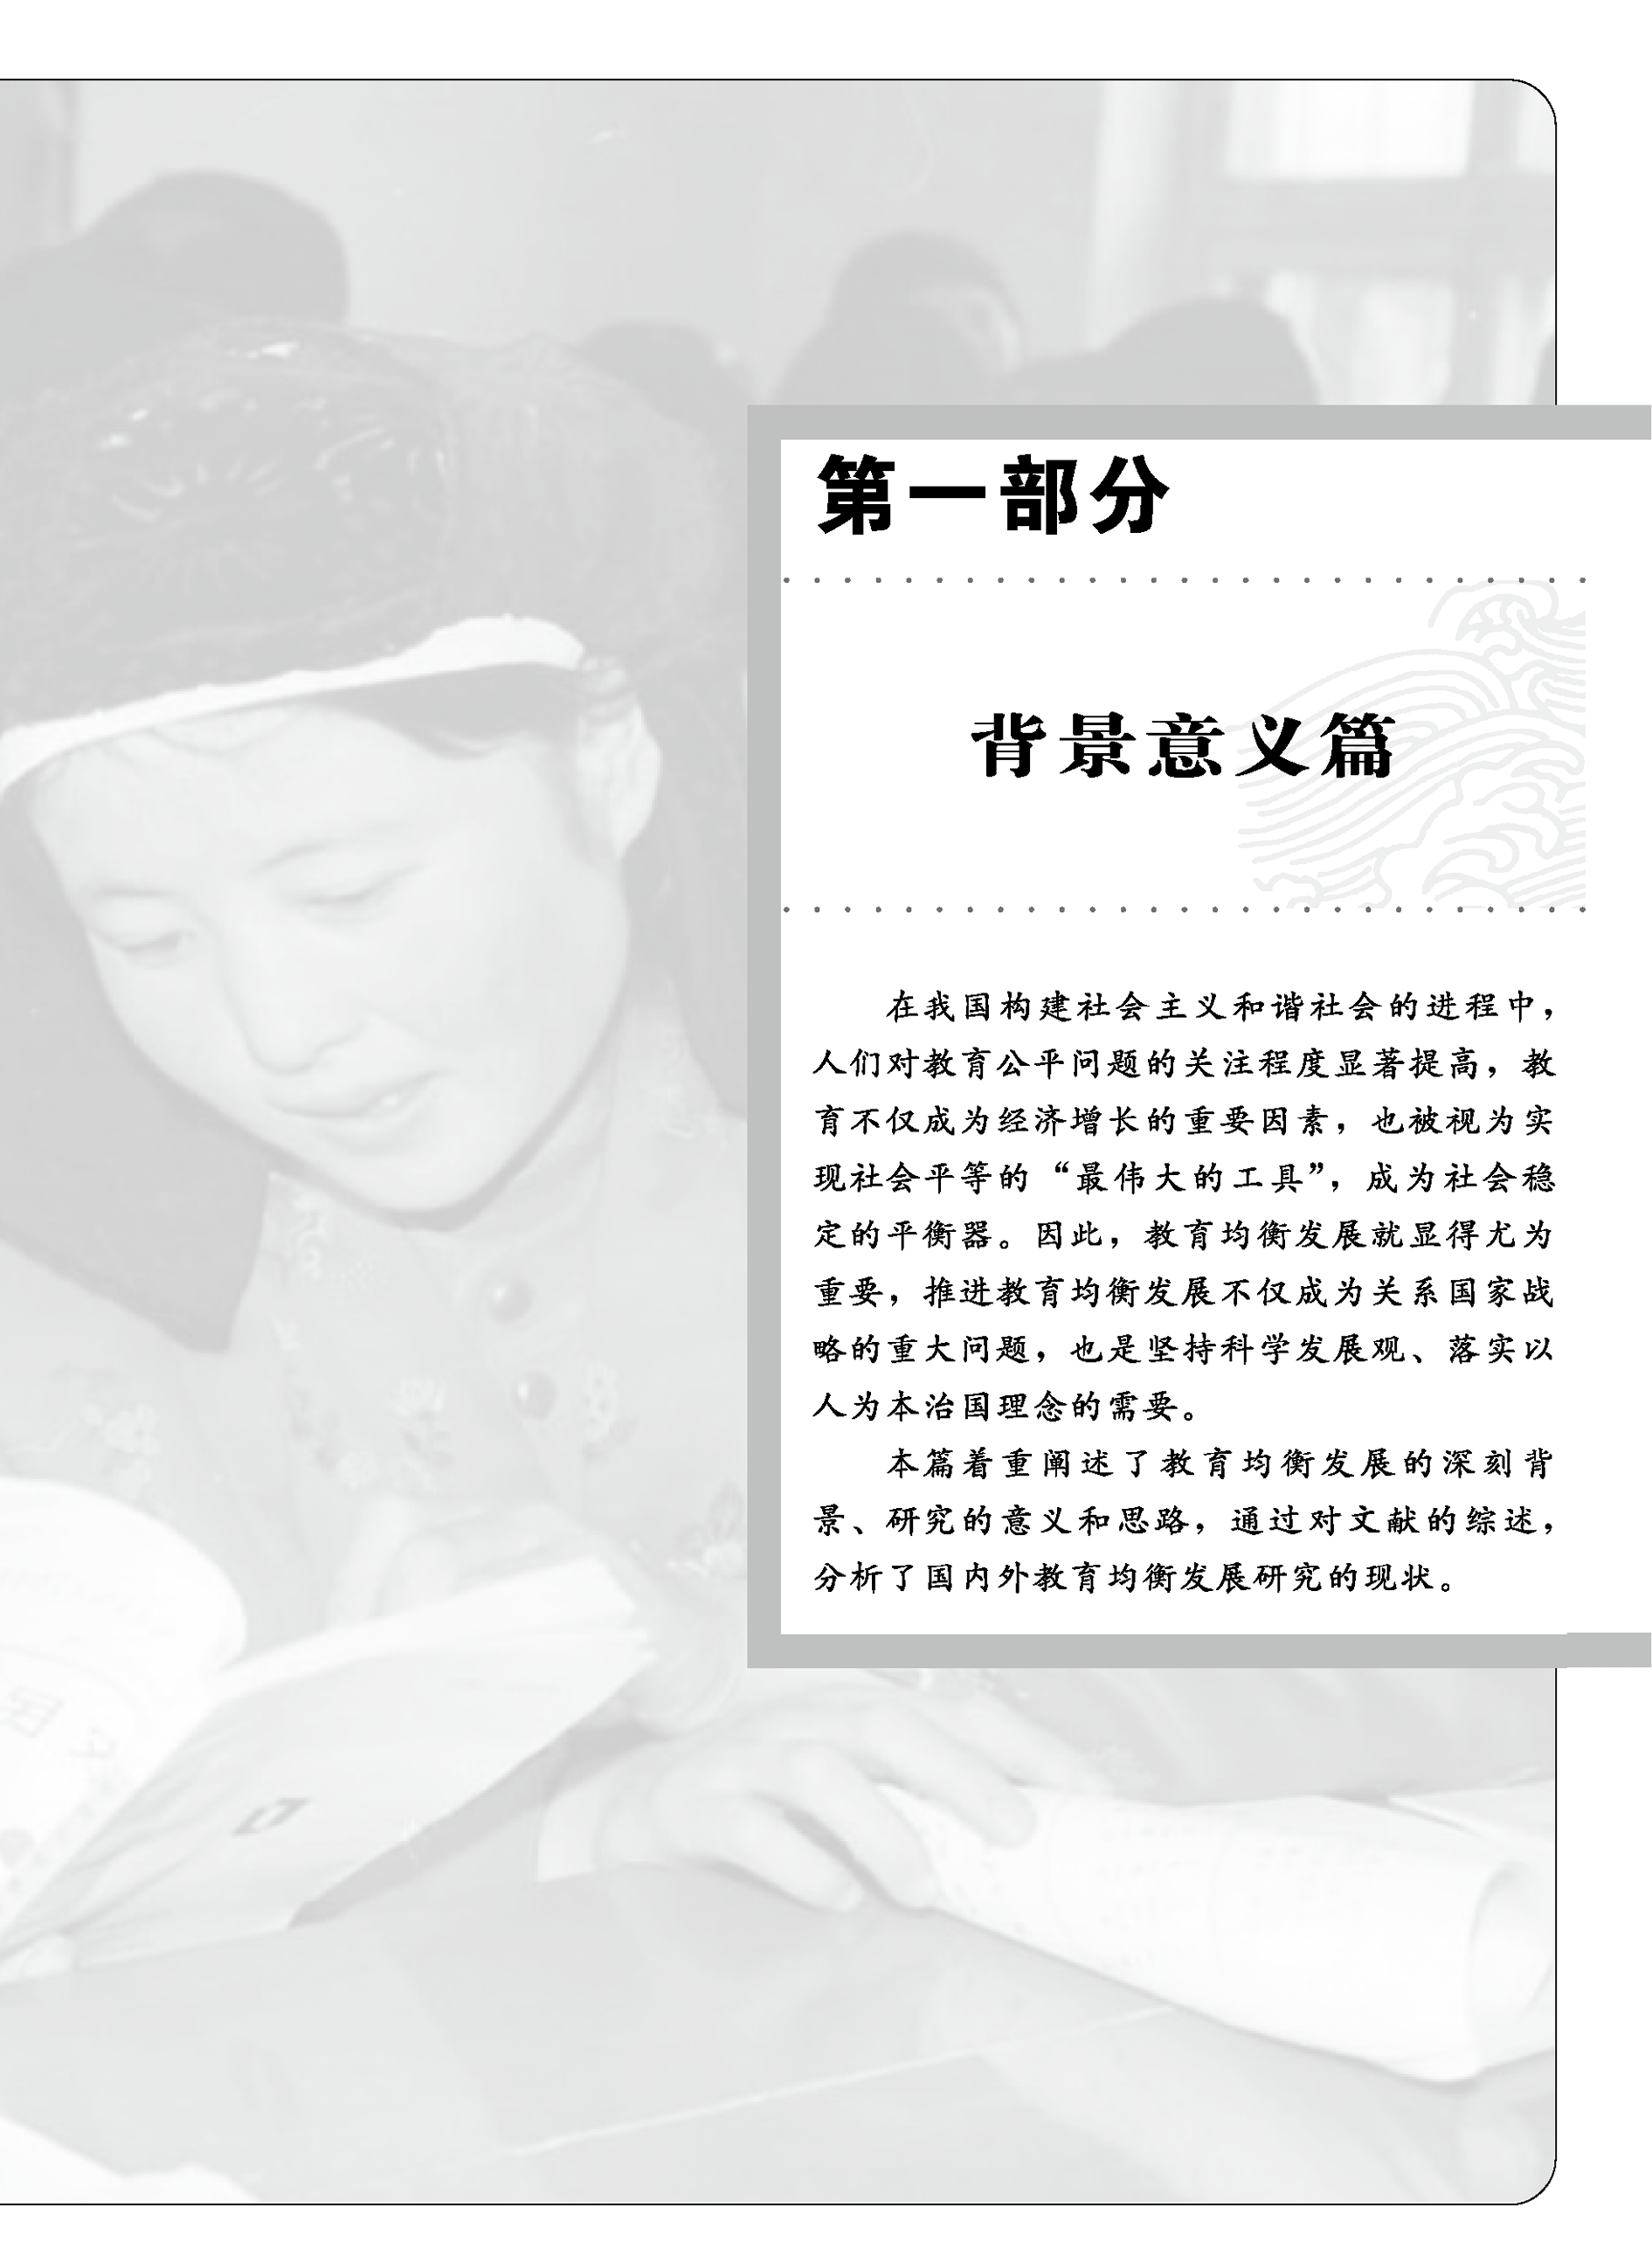 第一部分
背景意义篇
在我国构建社会主义和谐社会的进程中，
人们对教育公平问题的关注程度显著提高，教
育不仅成为经济增长的重要因素，也被视为实
现社会平等的“最伟大的工具”，成为社会稳
定的平衡器。因此，教育均衡发展就显得尤为
重要，推进教育均衡发展不仅成为关系国家战
略的重大问题，也是坚持科学发展观、落实以
人为本治国理念的需要。
本篇着重阐述了教育均衡发展的深刻背
景、研究的意义和思路，通过对文献的综述，
分析了国内外教育均衡发展研究的现状。